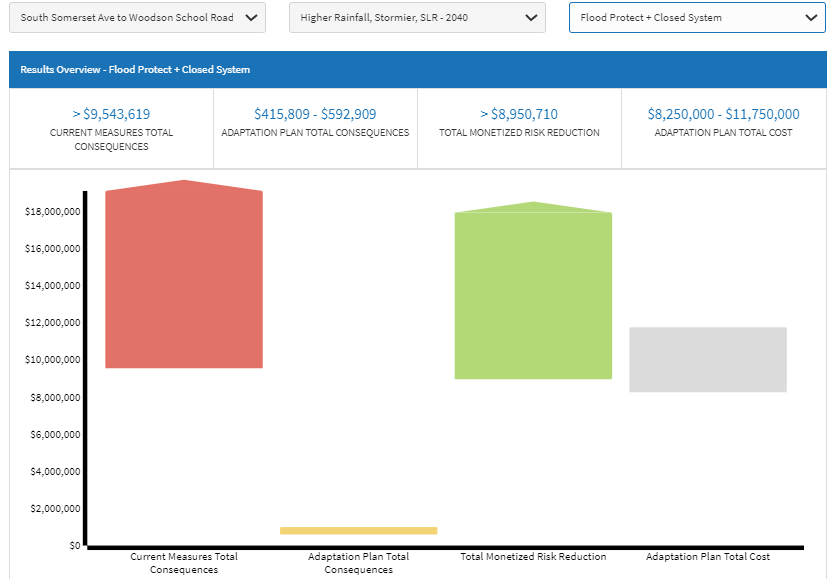 South Somerset Ave to Woodson School Road
Higher Rainfall, Stormier, SLR - 2040
Flood Protect + Closed System
Results Overview - Flood Protect + Closed System
> $9,543,619
CURRENT MEASURES TOTAL
CONSEQUENCES
$415,809 - $592,909
ADAPTATION PLAN TOTAL CONSEQUENCES
> $8,950,710
TOTAL MONETIZED RISK REDUCTION
$8,250,000 - $11,750,000
ADAPTATION PLAN TOTAL COST
$18,000,000
$16,000,000
$14,000,000
$12,000,000
$10,000,000
$8,000,000
$6,000,000
$4,000,000
$2,000,000
$0
Current Measures Total
Consequences
Adaptation Plan Total
Consequences
Total Monetized Risk Reduction
Adaptation Plan Total Cost